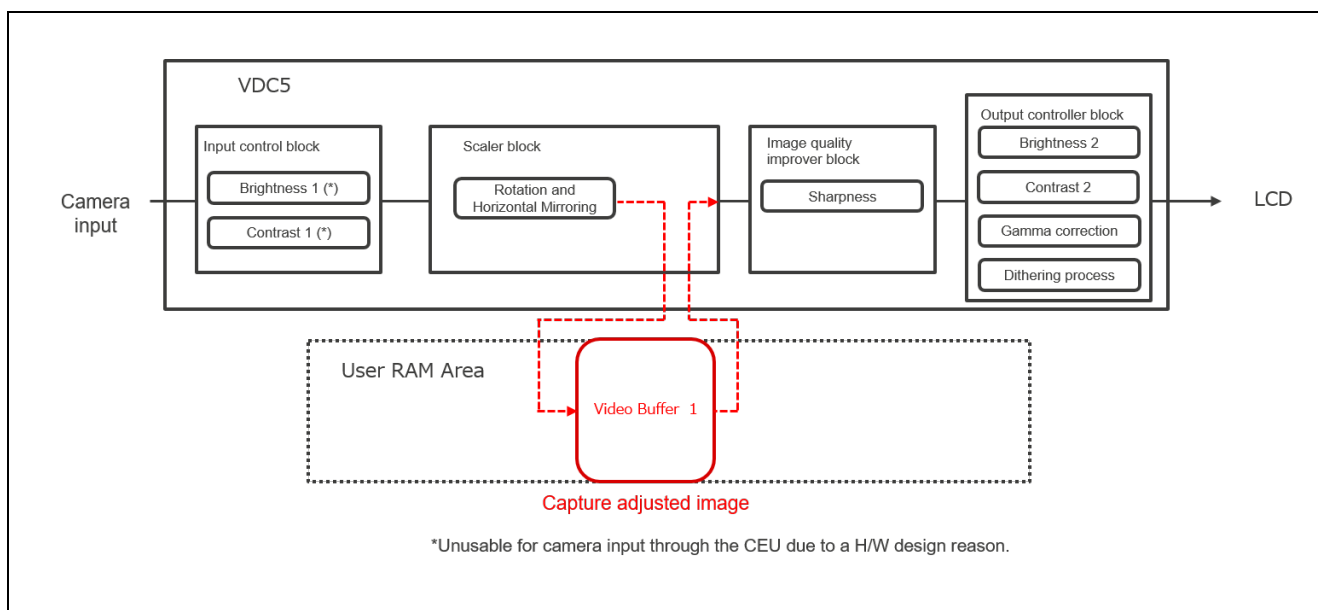 VDC5
Input control block
Brightness 1 (*)
Contrast 1 (*)
Scaler block
Rotation and
Horizontal Mirroring
Image quality
improver block
Sharpness
Output controller block
Brightness 2
Contrast 2
Gamma correction
Dithering process
Camera
input
LCD
User RAM Area
Video Buffer 1
Capture adjusted image
*Unusable for camera input through the CEU due to a H/W design reason.